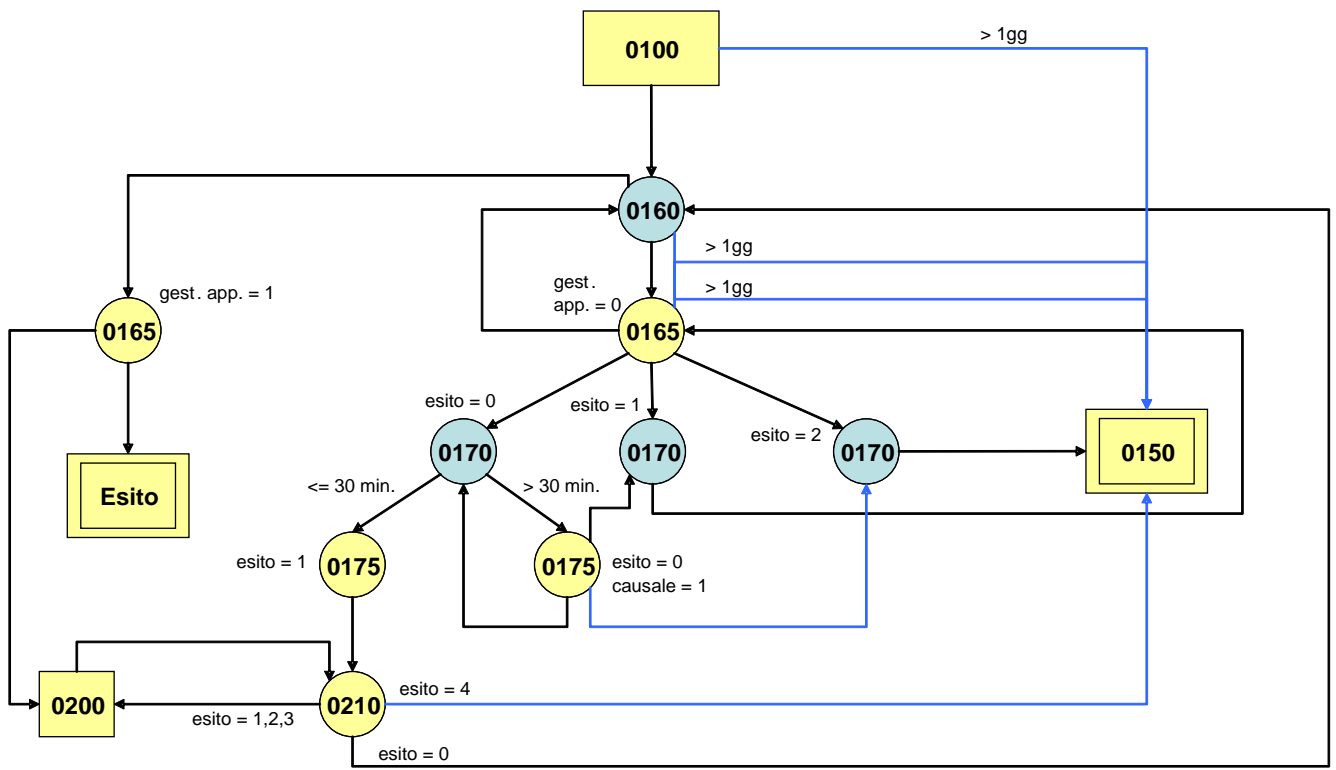 0100
> 1gg
0160
> 1gg
gest. app. = 1
gest.
app. = 0
> 1gg
0165
0165
esito = 0
esito = 1
esito = 2
0170
0170
0170
0150
Esito
<= 30 min.
> 30 min.
esito = 1
0175
0175
esito = 0
causale = 1
0200
0210
esito = 4
esito = 1,2,3
esito = 0